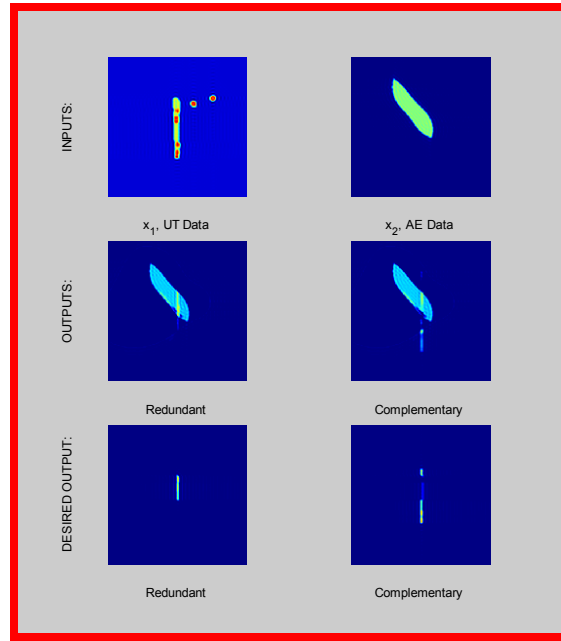 INPUTS:
x1, UT Data
x2, AE Data
OUTPUTS:
Redundant
Complementary
DESIRED OUTPUT:
Redundant
Complementary